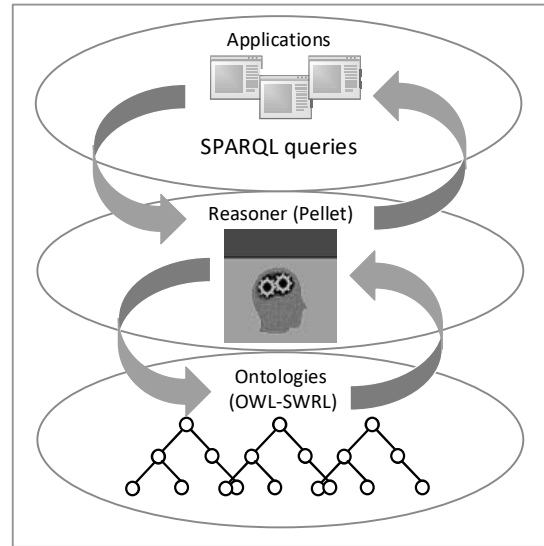 Applications
SPARQL queries
Reasoner (Pellet)
Ontologies
(OWL-SWRL)